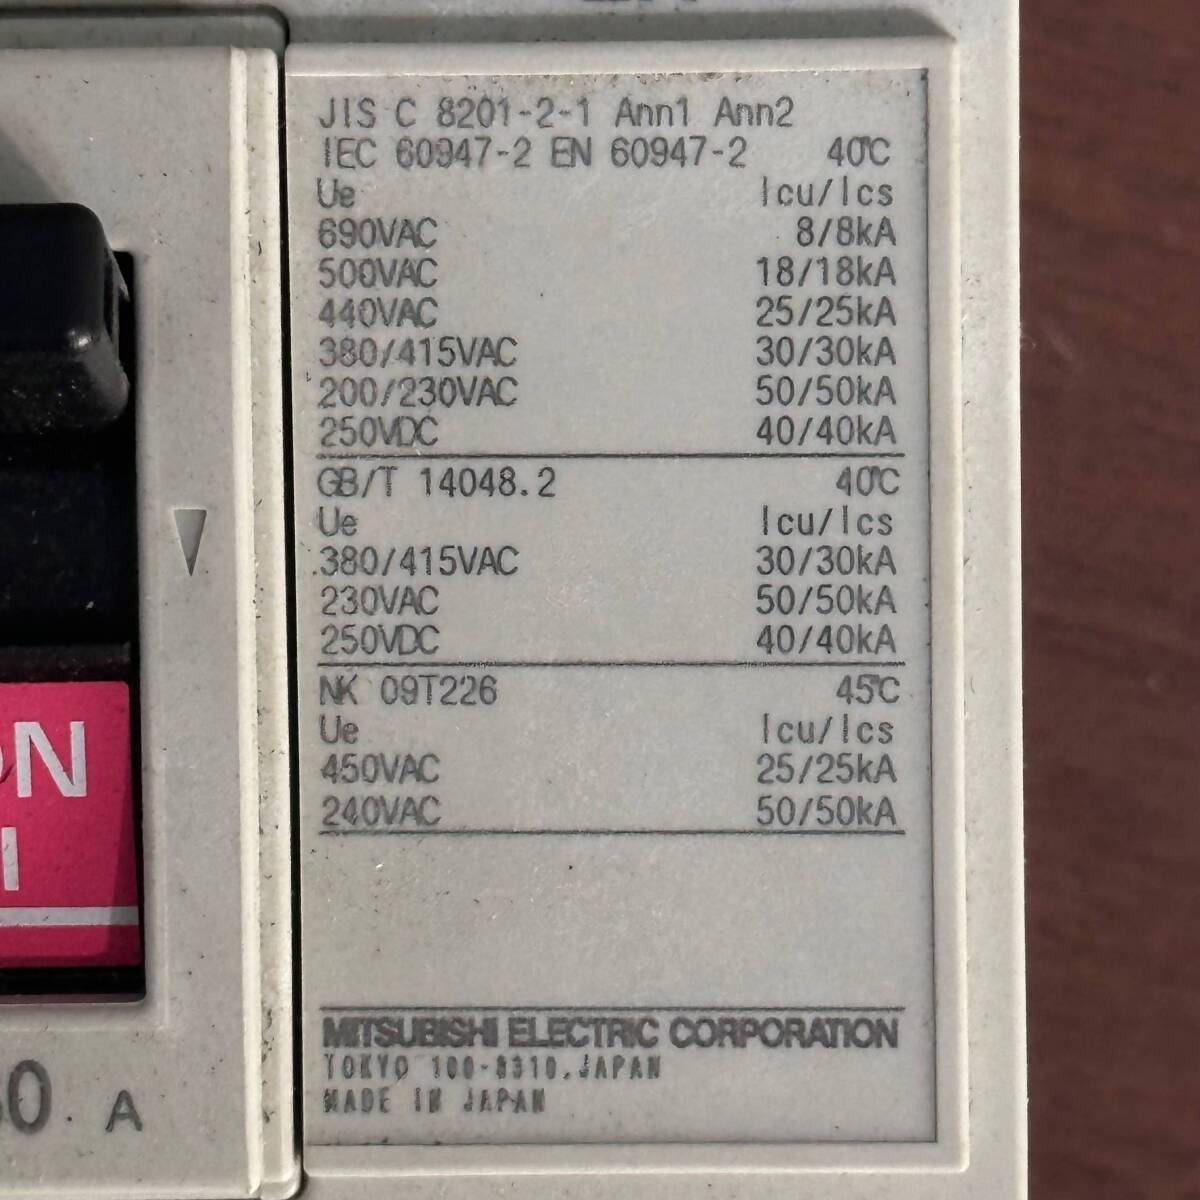 JIS C 8201-2-1 Ann1 Ann2
IEC 60947-2 EN 60947-2 40℃
Ue Icu/Ics
690VAC 8/8kA
500VAC 18/18kA
440VAC 25/25kA
380/415VAC 30/30kA
200/230VAC 50/50kA
250VDC 40/40kA
GB/T 14048.2 40℃
Ue Icu/Ics
380/415VAC 30/30kA
230VAC 50/50kA
250VDC 40/40kA
NK 09T226 45℃
Ue Icu/Ics
450VAC 25/25kA
240VAC 50/50kA
MITSUBISHI ELECTRIC CORPORATION
TOKYO 100-8310,JAPAN
MADE IN JAPAN
ON
I
A